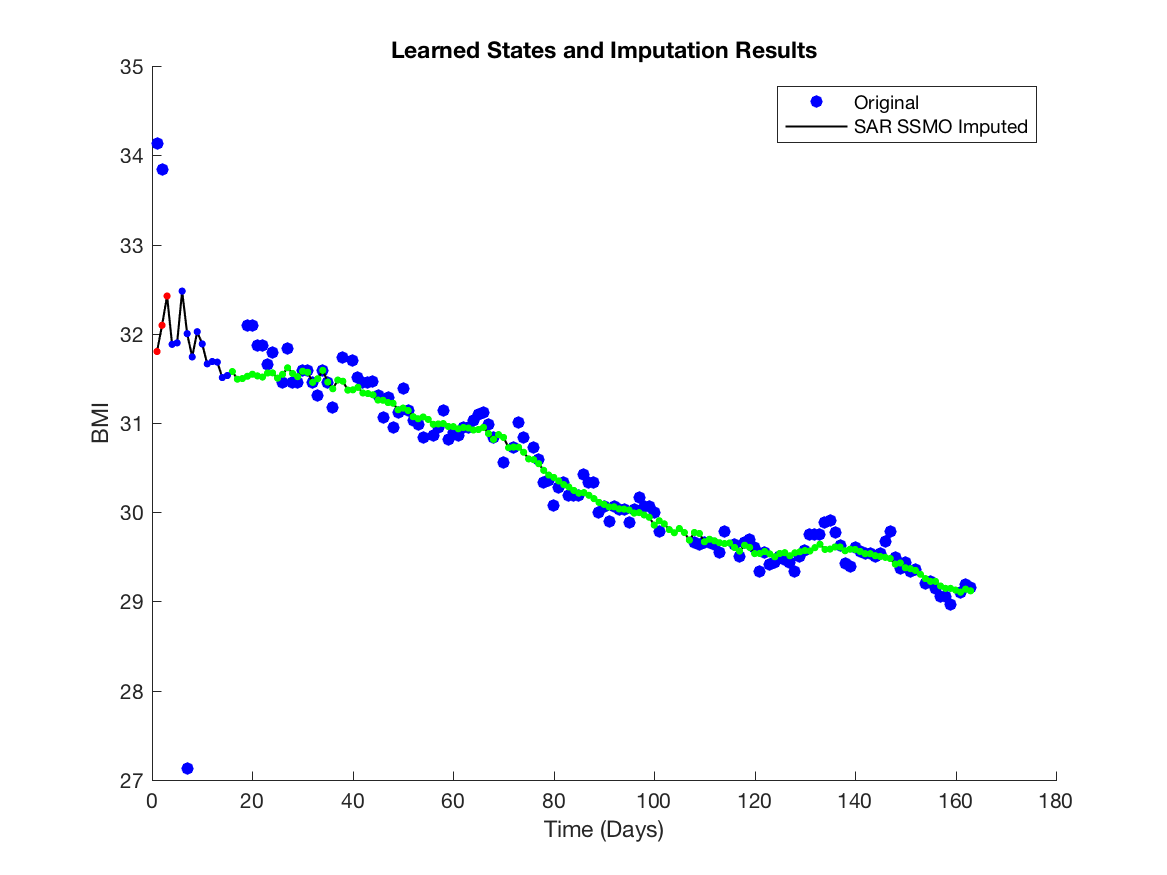 Learned States and Imputation Results
35
34
33
32
31
30
29
28
27
BMI
Original
SAR SSMO Imputed
0 20 40 60 80 100 120 140 160 180
Time (Days)